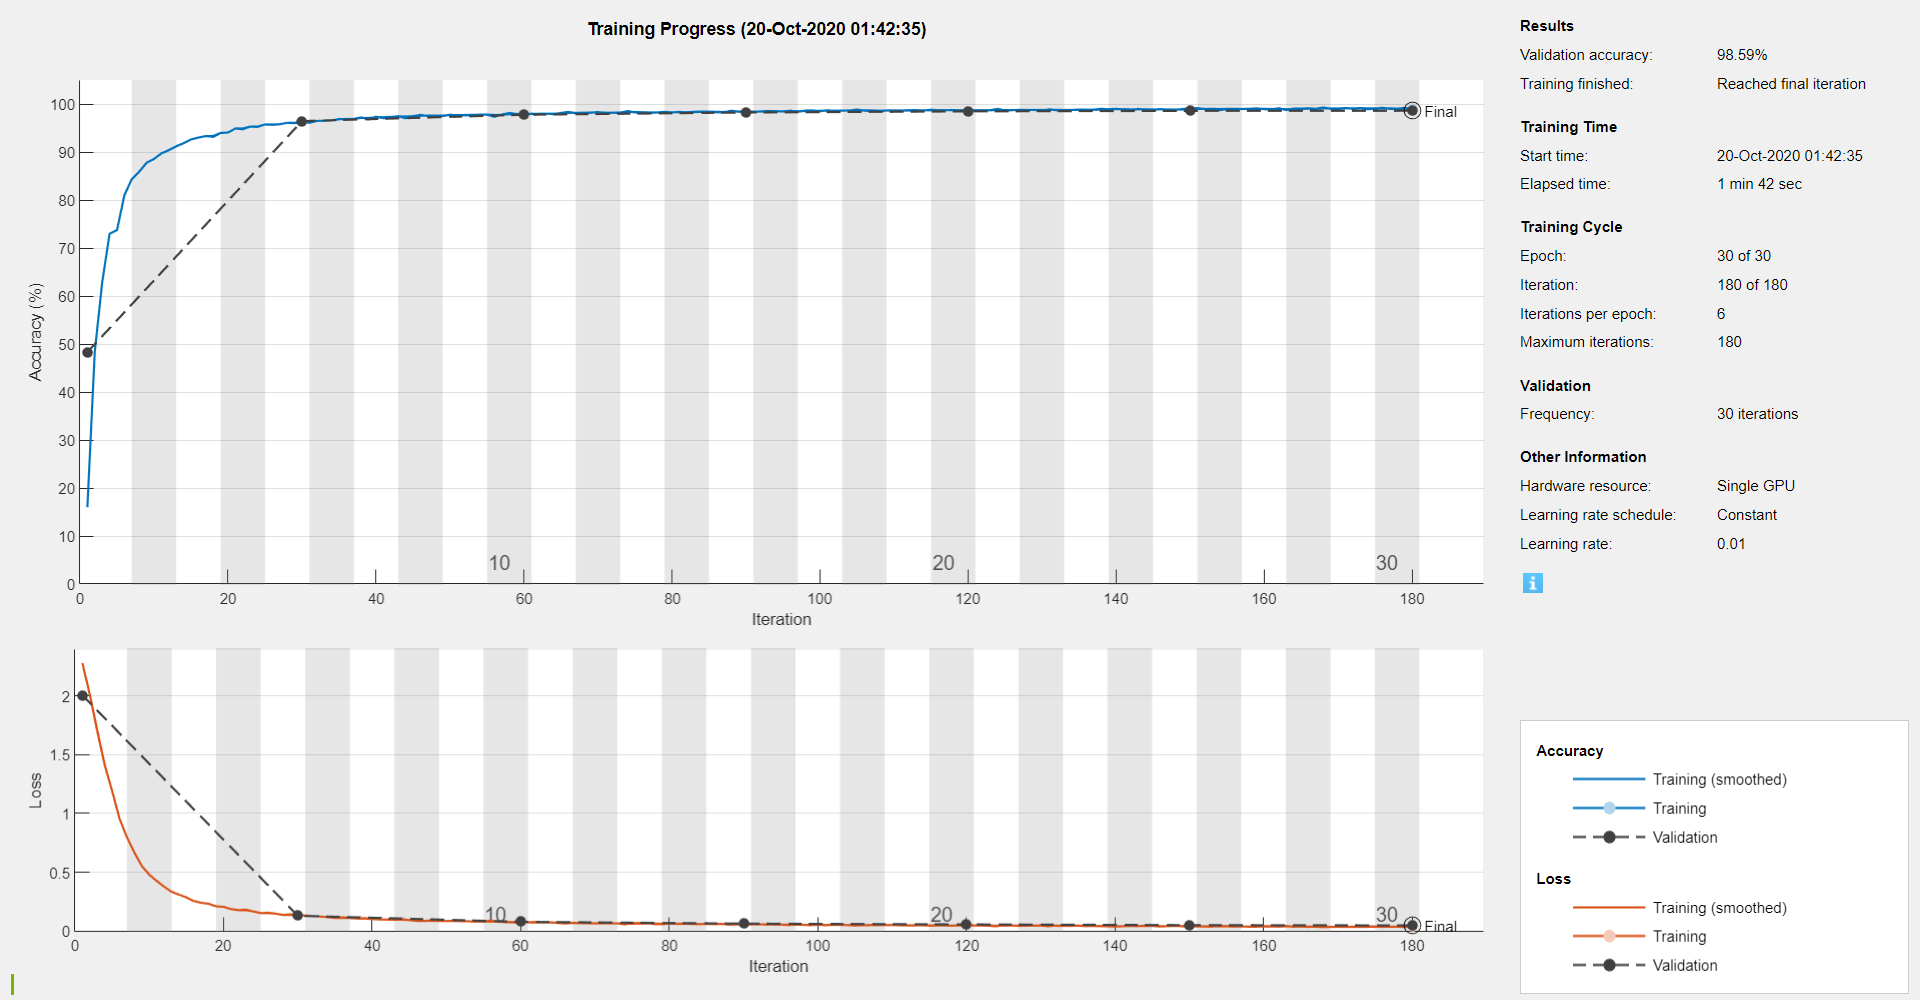 Training Progress (20-Oct-2020 01:42:35)
100
90
80
70
60
50
40
30
20
10
0
Accuracy (%)
10
20
30
Final
0
20
40
60
80
100
120
140
160
180
Iteration
2
1.5
1
0.5
0
Loss
10
20
30
Final
0
20
40
60
80
100
120
140
160
180
Iteration
Results
Validation accuracy: 98.59%
Training finished: Reached final iteration
Training Time
Start time: 20-Oct-2020 01:42:35
Elapsed time: 1 min 42 sec
Training Cycle
Epoch: 30 of 30
Iteration: 180 of 180
Iterations per epoch: 6
Maximum iterations: 180
Validation
Frequency: 30 iterations
Other Information
Hardware resource: Single GPU
Learning rate schedule: Constant
Learning rate: 0.01
i
Accuracy
Training (smoothed)
Training
Validation
Loss
Training (smoothed)
Training
Validation